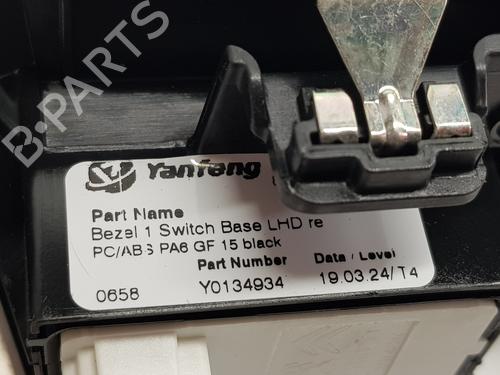 B-PARTS
Yanfeng
Part Name
Bezel 1 Switch Base LHD re
PC/ABS PA6 GF 15 black
Part Number Data / Level
0658 Y0134934 19.03.24/T4